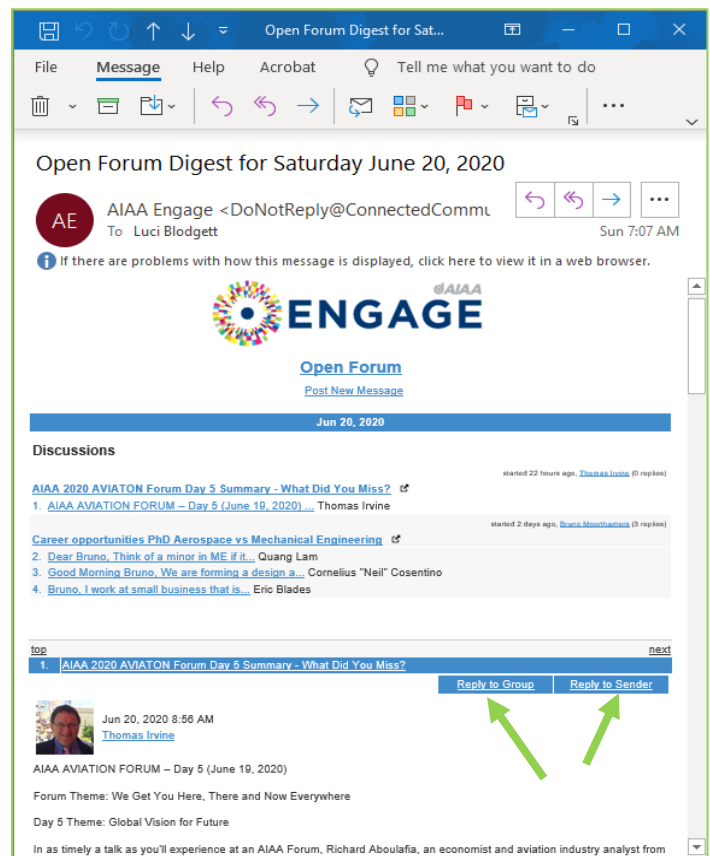 Open Forum Digest for Sat...
File Message Help Acrobat Tell me what you want to do
Open Forum Digest for Saturday June 20, 2020
AE
AIAA Engage <DoNotReply@ConnectedCommu
To Luci Blodgett
Sun 7:07 AM
If there are problems with how this message is displayed, click here to view it in a web browser.
AIAA
ENGAGE
Open Forum
Post New Message
Jun 20, 2020
Discussions
started 22 hours ago, Thomas Irvine (0 replies)
AIAA 2020 AVIATON Forum Day 5 Summary - What Did You Miss?
1. AIAA AVIATION FORUM – Day 5 (June 19, 2020) ... Thomas Irvine
started 2 days ago, Bruno Moorthamers (3 replies)
Career opportunities PhD Aerospace vs Mechanical Engineering
2. Dear Bruno, Think of a minor in ME if it... Quang Lam
3. Good Morning Bruno, We are forming a design a... Cornelius "Neil" Cosentino
4. Bruno, I work at small business that is... Eric Blades
top next
1. AIAA 2020 AVIATON Forum Day 5 Summary - What Did You Miss?
Reply to Group Reply to Sender
Jun 20, 2020 8:56 AM
Thomas Irvine
AIAA AVIATION FORUM – Day 5 (June 19, 2020)
Forum Theme: We Get You Here, There and Now Everywhere
Day 5 Theme: Global Vision for Future
In as timely a talk as you'll experience at an AIAA Forum, Richard Aboulafia, an economist and aviation industry analyst from